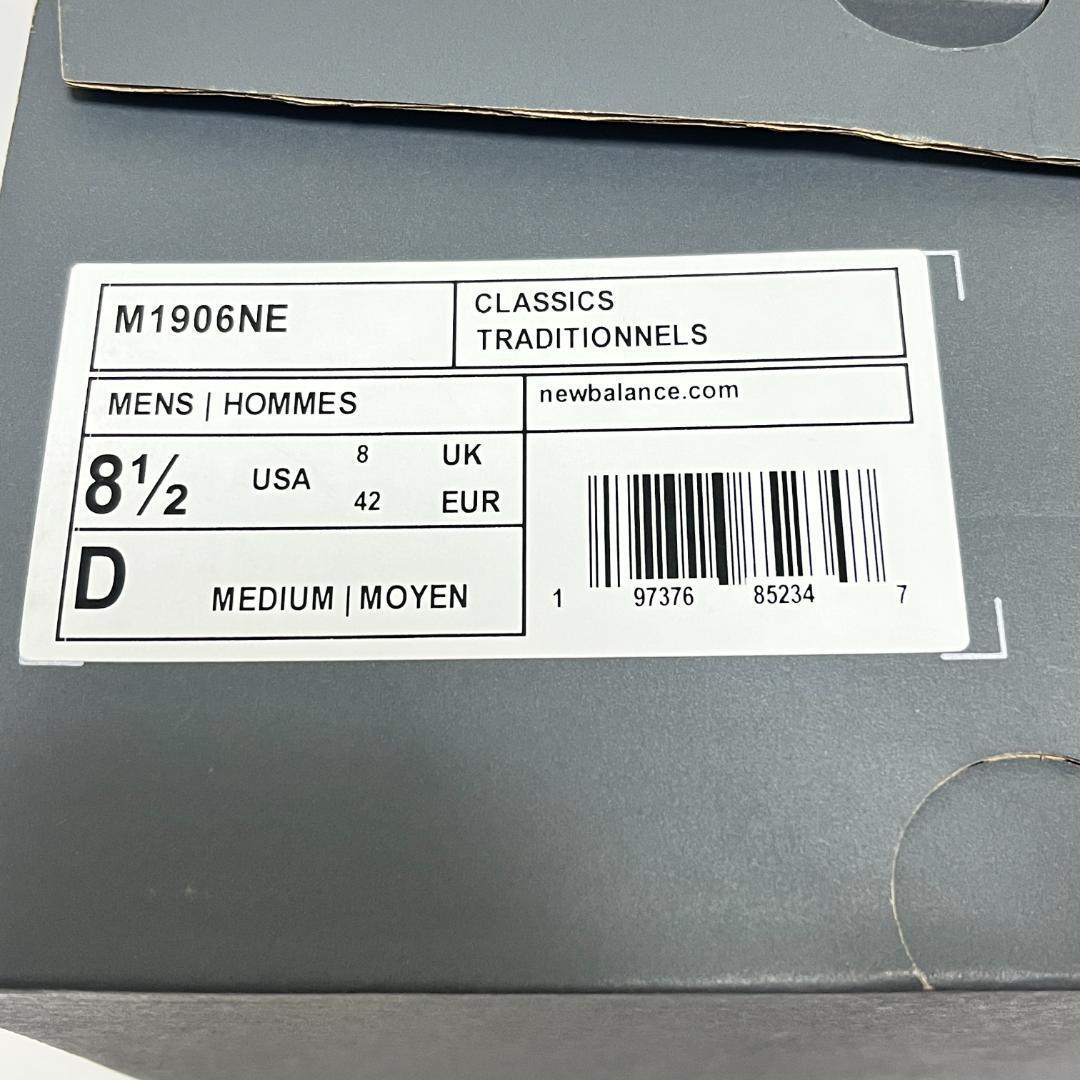 M1906NE
CLASSICS
TRADITIONNELS
MENS | HOMMES
newbalance.com
8½ USA 8 UK
42 EUR
D MEDIUM | MOYEN
1 97376 85234 7